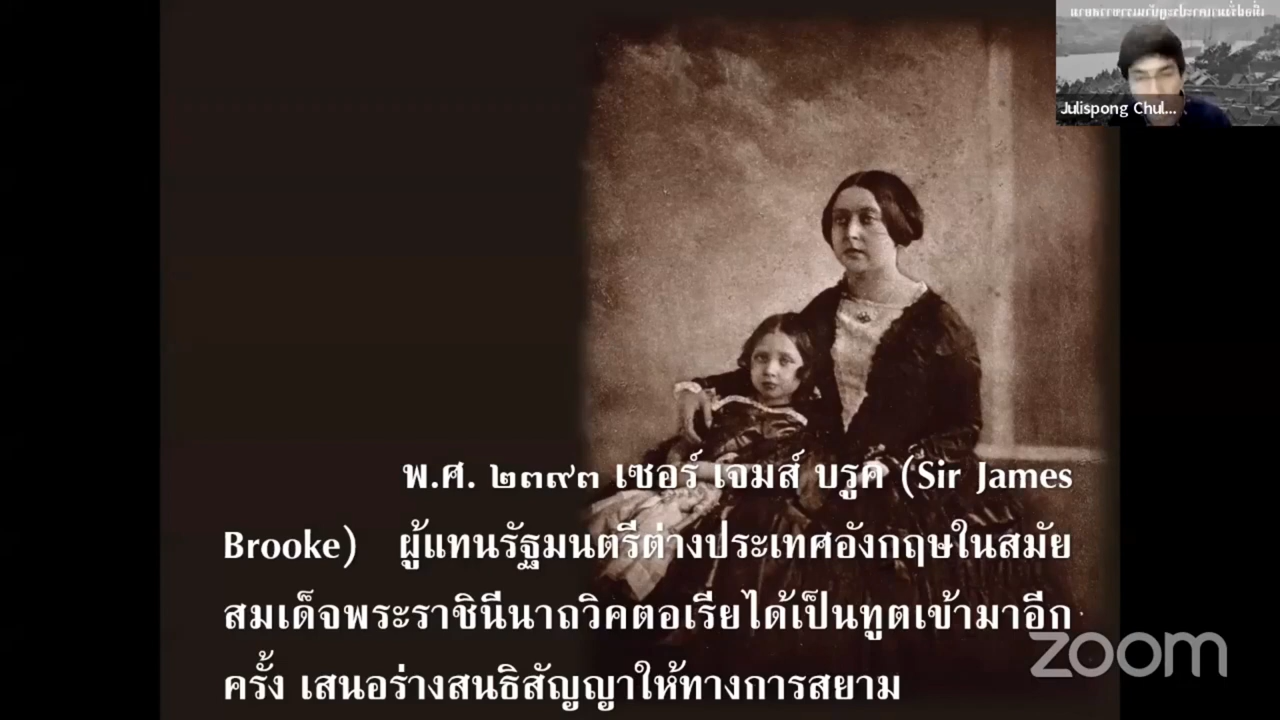 Julispong Chul...
พ.ศ. ๒๓๙๓ เซอร์ เจมส์ บรูค (Sir James
Brooke) ผู้แทนรัฐมนตรีต่างประเทศอังกฤษในสมัย
สมเด็จพระราชินีนาถวิคตอเรียได้เป็นทูตเข้ามาอีก
ครั้ง เสนอร่างสนธิสัญญาให้ทางการสยาม
zoom